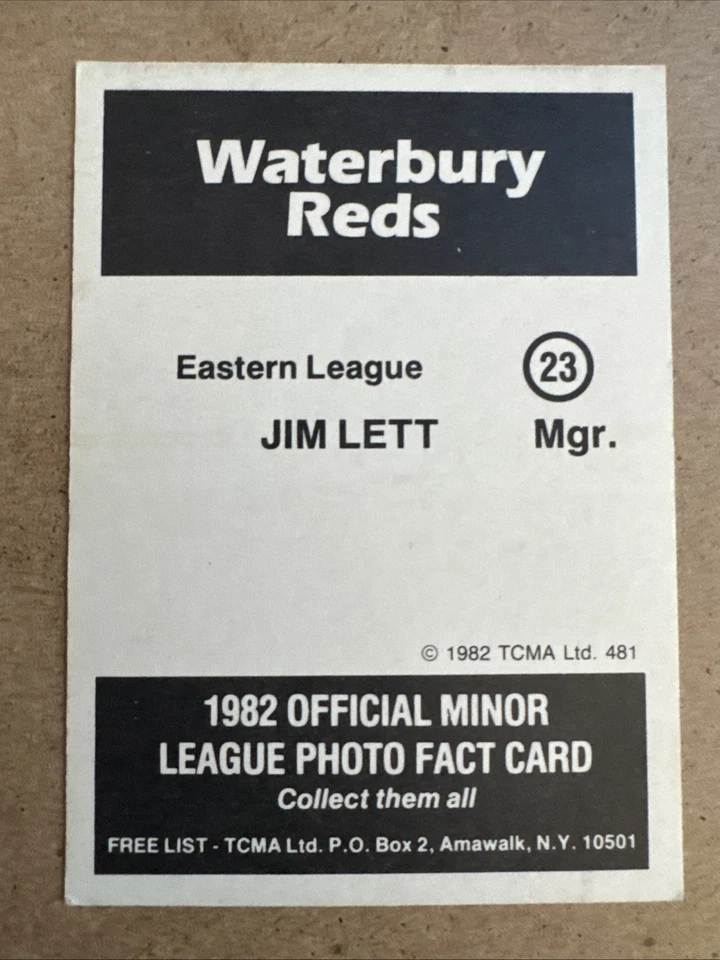 Waterbury
Reds
Eastern League 23
JIM LETT Mgr.
© 1982 TCMA Ltd. 481
1982 OFFICIAL MINOR
LEAGUE PHOTO FACT CARD
Collect them all
FREE LIST - TCMA Ltd. P.O. Box 2, Amawalk, N.Y. 10501